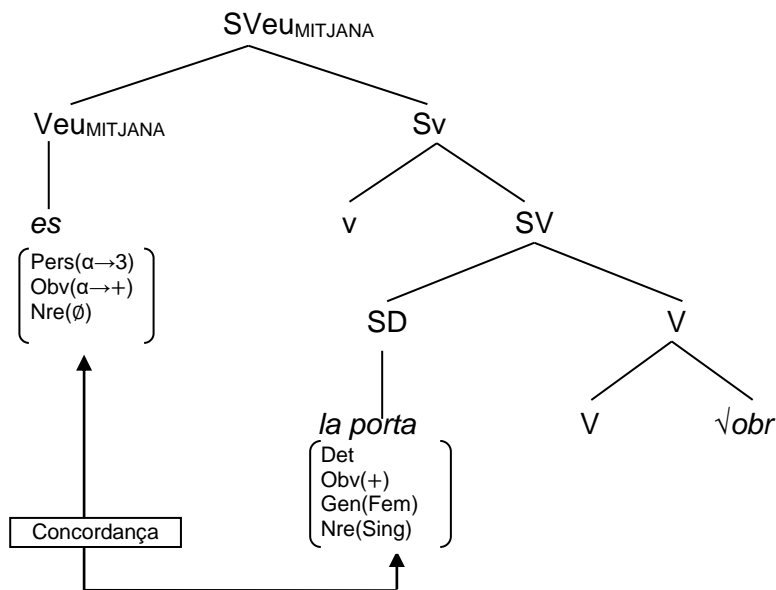 SVeuMITJANA
VeuMITJANA Sv
es v SV
Pers(α→3)
Obv(α→+)
Nre(∅)
SD V
la porta V √obr
Det
Obv(+)
Gen(Fem)
Nre(Sing)
Concordança